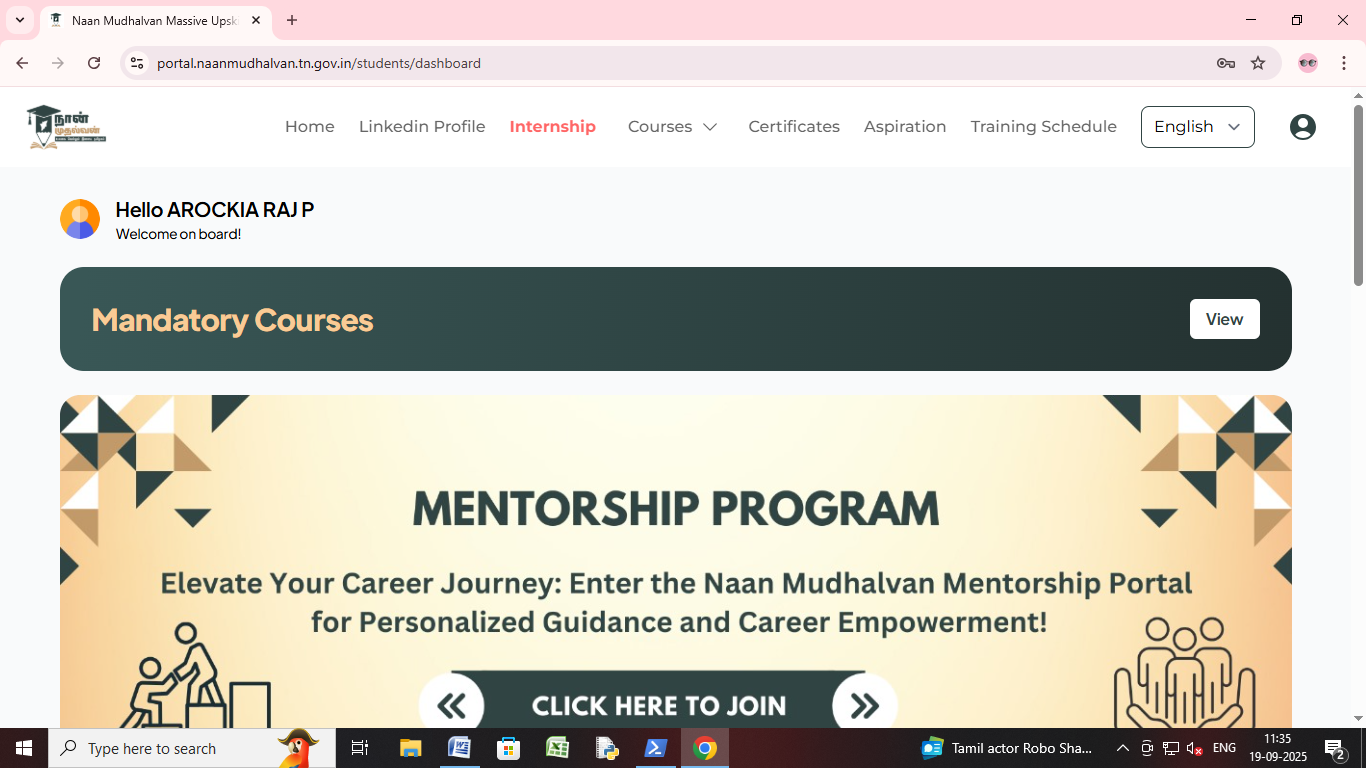 Naan Mudhalvan Massive Upsk
portal.naanmudhalvan.tn.gov.in/students/dashboard
நான்
முதல்வன்
Home Linkedin Profile Internship Courses Certificates Aspiration Training Schedule English
Hello AROCKIA RAJ P
Welcome on board!
Mandatory Courses View
MENTORSHIP PROGRAM
Elevate Your Career Journey: Enter the Naan Mudhalvan Mentorship Portal
for Personalized Guidance and Career Empowerment!
CLICK HERE TO JOIN
Type here to search
Tamil actor Robo Sha...
ENG
11:35
19-09-2025
2